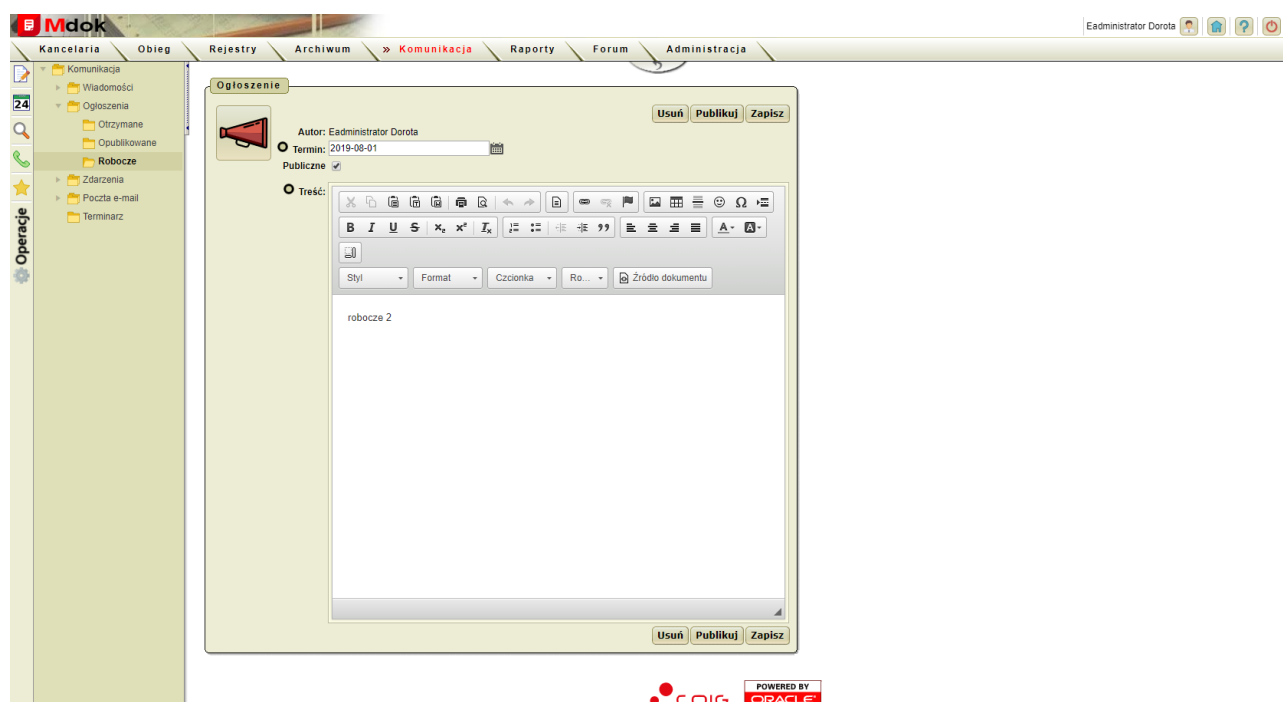 Mdok
Eadministrator Dorota
Kancelaria Obieg Rejestry Archiwum » Komunikacja Raporty Forum Administracja
Komunikacja
Wiadomości
Ogłoszenia
Otrzymane
Opublikowane
Robocze
Zdarzenia
Poczta e-mail
Terminarz
24
Operacje
Ogłoszenie
Usuń Publikuj Zapisz
Autor: Eadministrator Dorota
Termin: 2019-08-01
Publiczne
Treść:
Styl Format Czcionka Ro... Źródło dokumentu
robocze 2
Usuń Publikuj Zapisz
POWERED BY
ORACLE